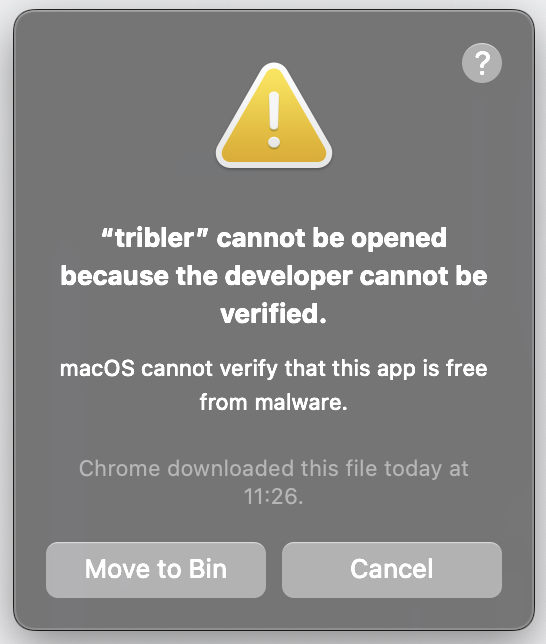 ?
“tribler” cannot be opened
because the developer cannot be
verified.
macOS cannot verify that this app is free
from malware.
Chrome downloaded this file today at
11:26.
Move to Bin
Cancel